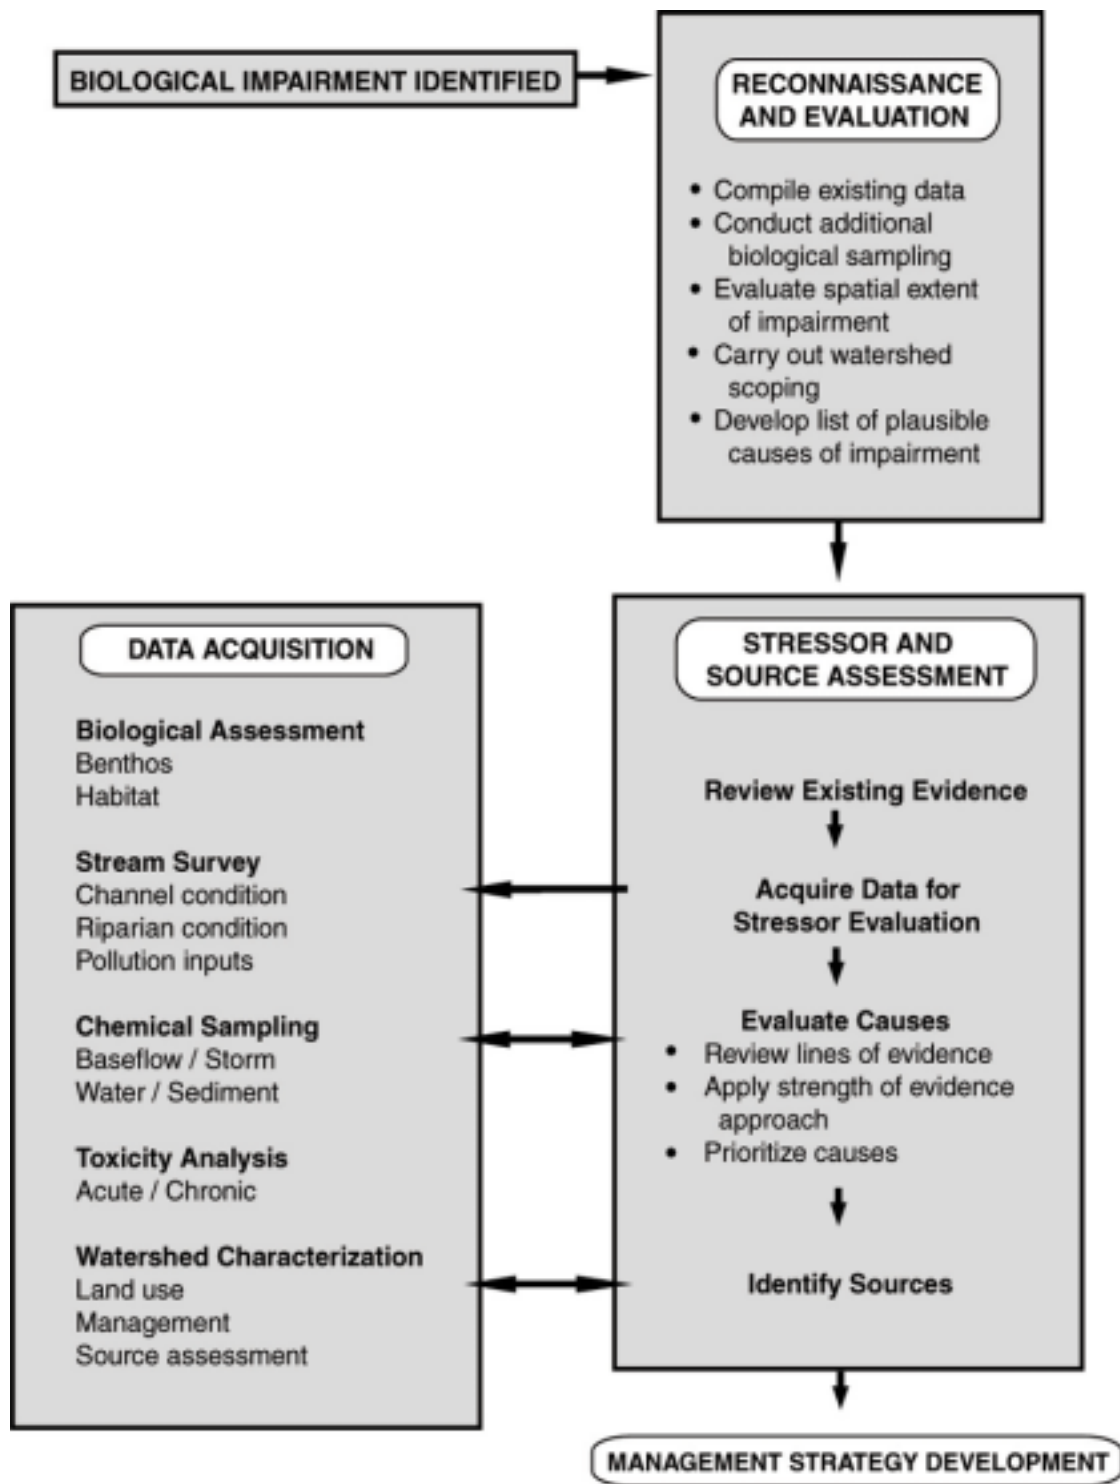 BIOLOGICAL IMPAIRMENT IDENTIFIED
RECONNAISSANCE
AND EVALUATION
• Compile existing data
• Conduct additional
biological sampling
• Evaluate spatial extent
of impairment
• Carry out watershed
scoping
• Develop list of plausible
causes of impairment
DATA ACQUISITION
Biological Assessment
Benthos
Habitat
Stream Survey
Channel condition
Riparian condition
Pollution inputs
Chemical Sampling
Baseflow / Storm
Water / Sediment
Toxicity Analysis
Acute / Chronic
Watershed Characterization
Land use
Management
Source assessment
STRESSOR AND
SOURCE ASSESSMENT
Review Existing Evidence
Acquire Data for
Stressor Evaluation
Evaluate Causes
• Review lines of evidence
• Apply strength of evidence
approach
• Prioritize causes
Identify Sources
MANAGEMENT STRATEGY DEVELOPMENT